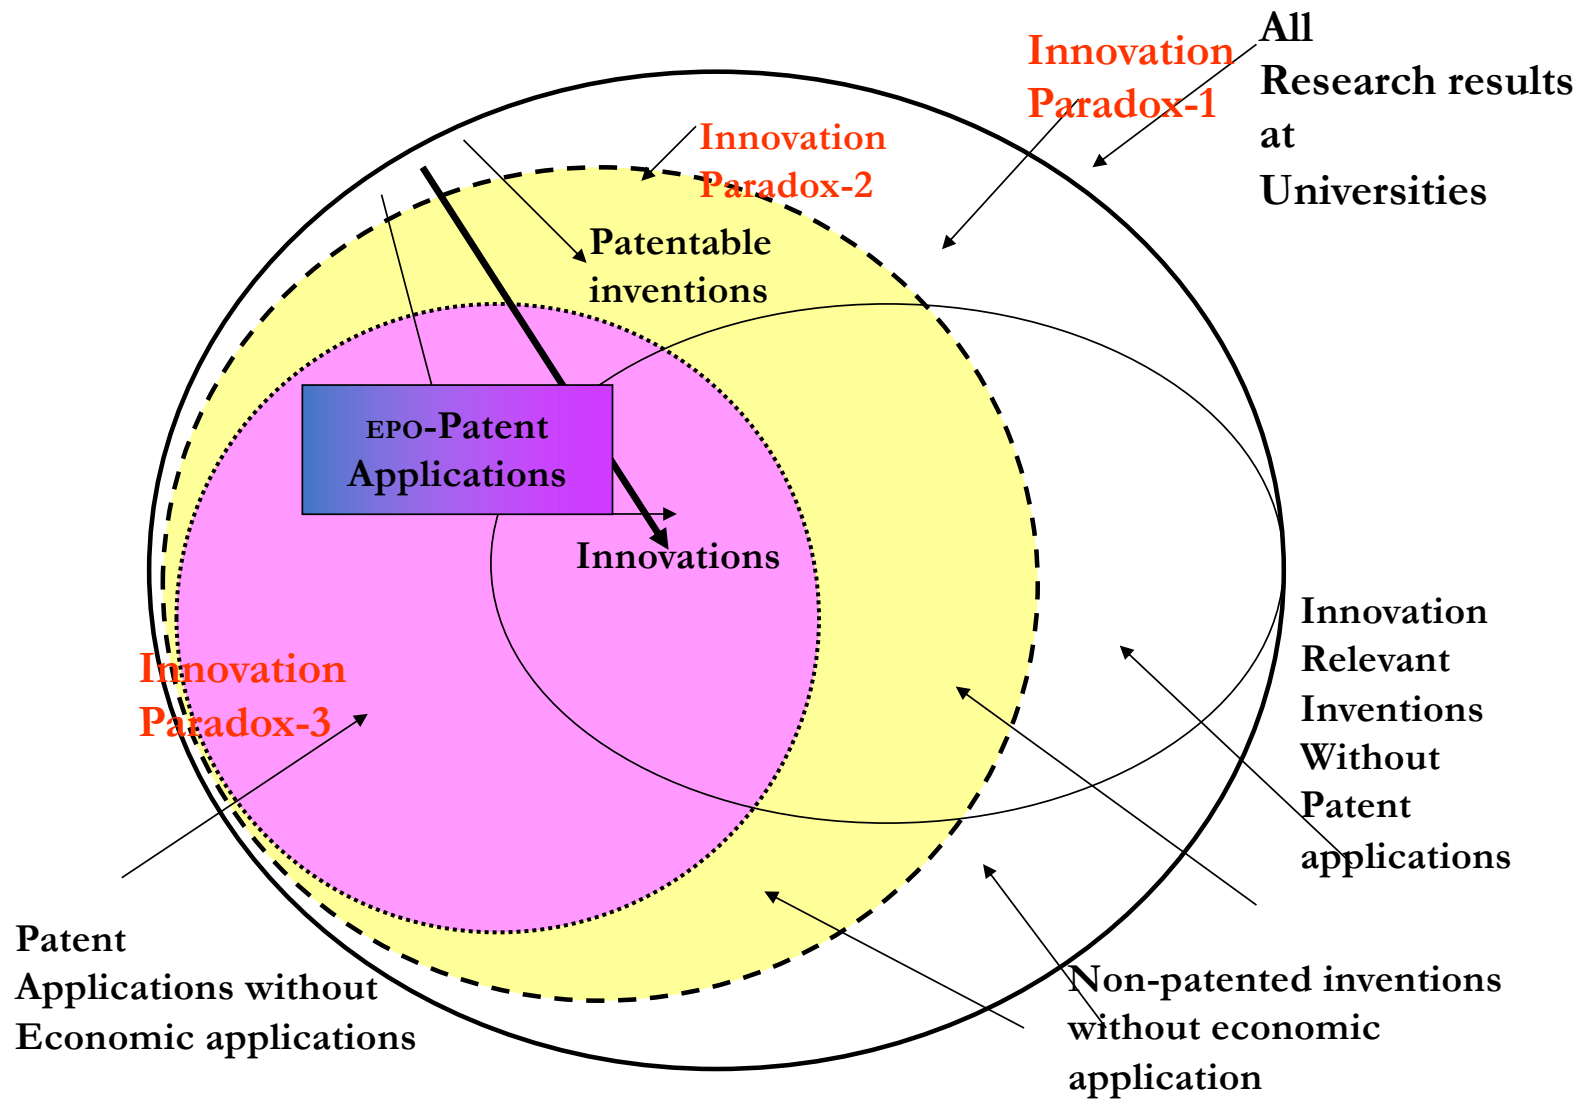 All
Research results
at
Universities
Innovation
Paradox-1
Innovation
Paradox-2
Patentable
inventions
EPO-Patent
Applications
Innovations
Innovation
Paradox-3
Innovation
Relevant
Inventions
Without
Patent
applications
Patent
Applications without
Economic applications
Non-patented inventions
without economic
application